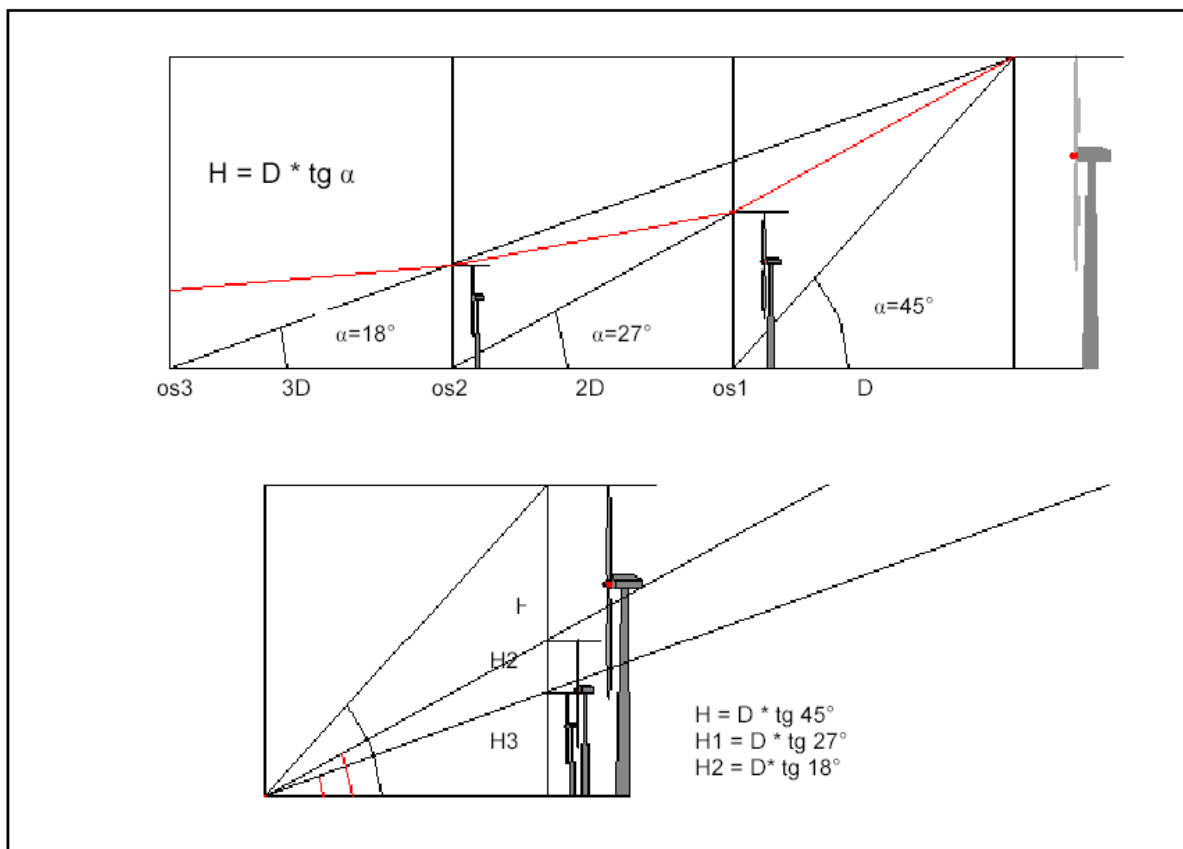 H = D * tg α
α=18°
α=27°
α=45°
os3
3D
os2
2D
os1
D
H2
H3
H = D * tg 45°
H1 = D * tg 27°
H2 = D* tg 18°